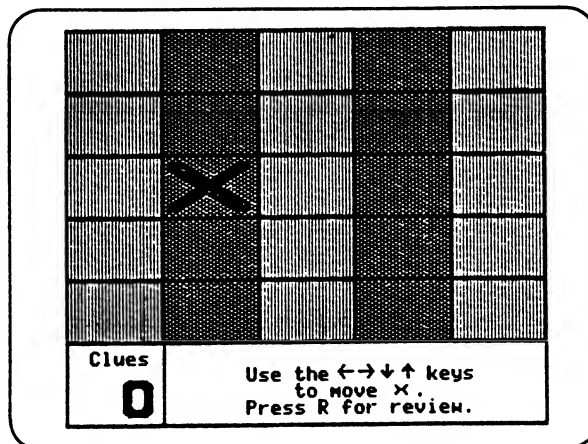 Clues
0
Use the ←→↓↑ keys
to move ×.
Press R for review.